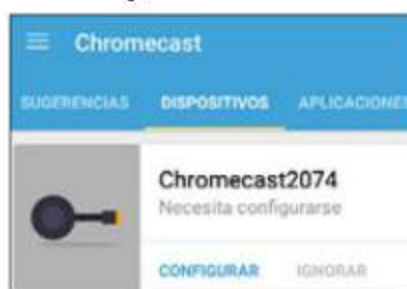 Chromecast
SUGERENCIAS DISPOSITIVOS APLICACIONES
Chromecast2074
Necesita configurarse
CONFIGURAR IGNORAR